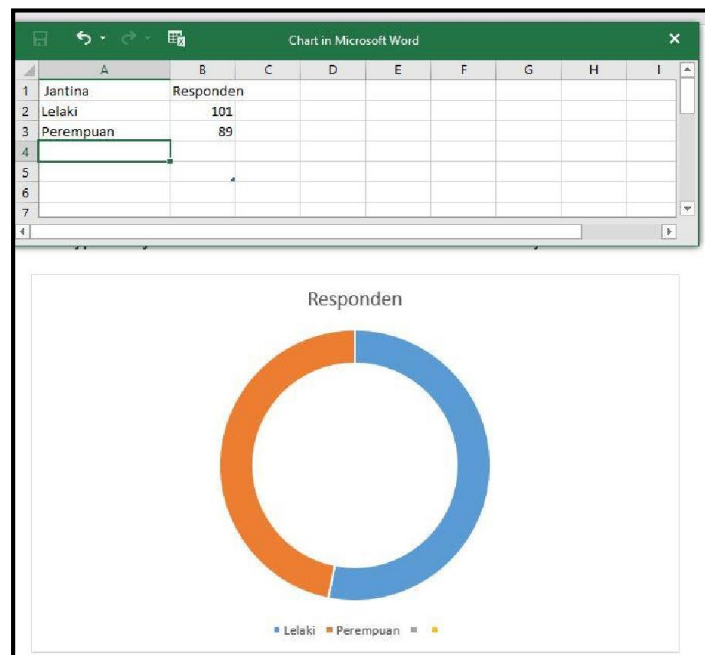 Chart in Microsoft Word
A B C D E F G H I
1 Jantina Responden
2 Lelaki 101
3 Perempuan 89
4
5
6
7
Responden
Lelaki Perempuan